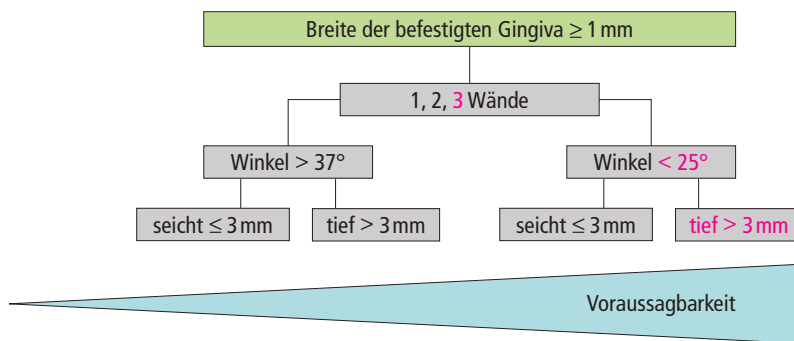 Breite der befestigten Gingiva ≥ 1 mm
1, 2, 3 Wände
Winkel > 37°
Winkel < 25°
seicht ≤ 3 mm
tief > 3 mm
seicht ≤ 3 mm
tief > 3 mm
Voraussagbarkeit